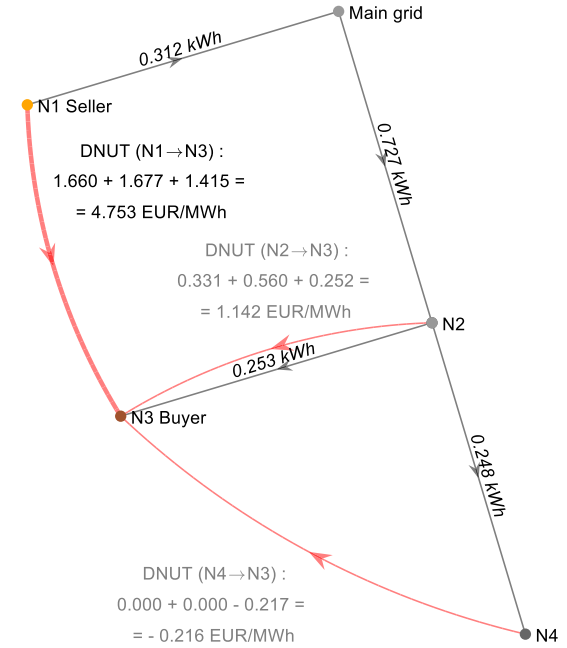 Main grid
0.312 kWh
N1 Seller
DNUT (N1→N3) :
1.660 + 1.677 + 1.415 =
= 4.753 EUR/MWh
0.727 kWh
DNUT (N2→N3) :
0.331 + 0.560 + 0.252 =
= 1.142 EUR/MWh
N2
0.253 kWh
N3 Buyer
0.248 kWh
DNUT (N4→N3) :
0.000 + 0.000 - 0.217 =
= - 0.216 EUR/MWh
N4